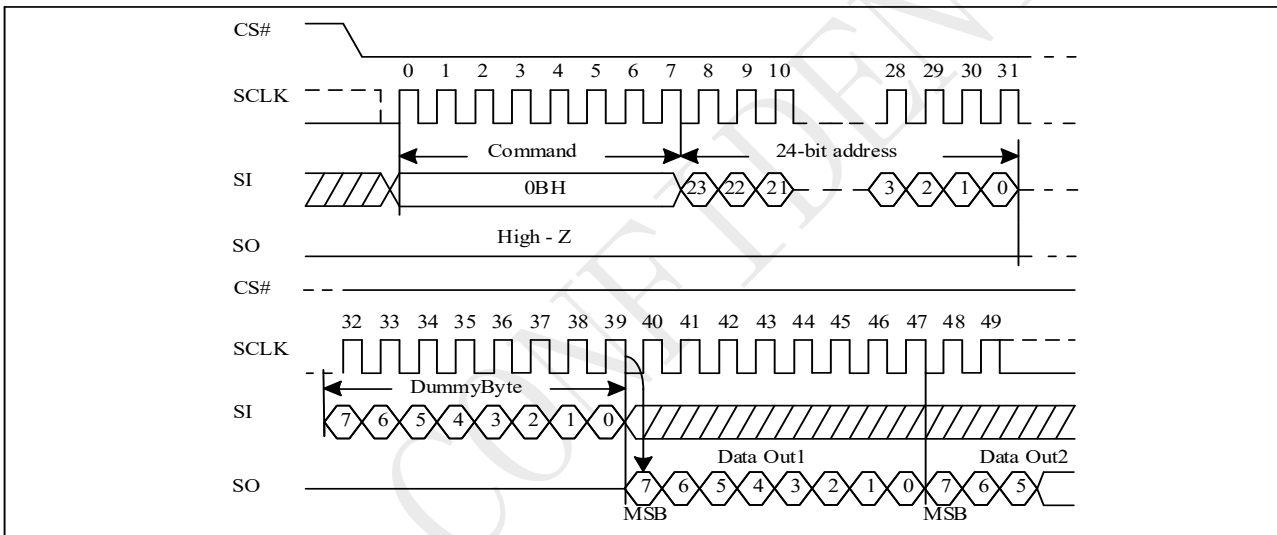 CS#
0 1 2 3 4 5 6 7 8 9 10 28 29 30 31
SCLK
Command 24-bit address
SI 0BH 23 22 21 3 2 1 0
High - Z
SO
CS#
32 33 34 35 36 37 38 39 40 41 42 43 44 45 46 47 48 49
SCLK
DummyByte
SI 7 6 5 4 3 2 1 0
Data Out1 Data Out2
SO 7 6 5 4 3 2 1 0 7 6 5
MSB MSB